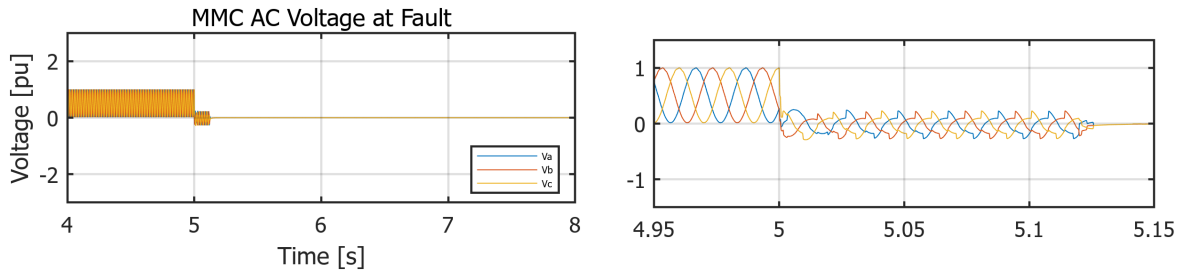 MMC AC Voltage at Fault
Voltage [pu]
2
0
-2
Va
Vb
Vc
4 5 6 7 8
Time [s]
1
0
-1
4.95 5 5.05 5.1 5.15